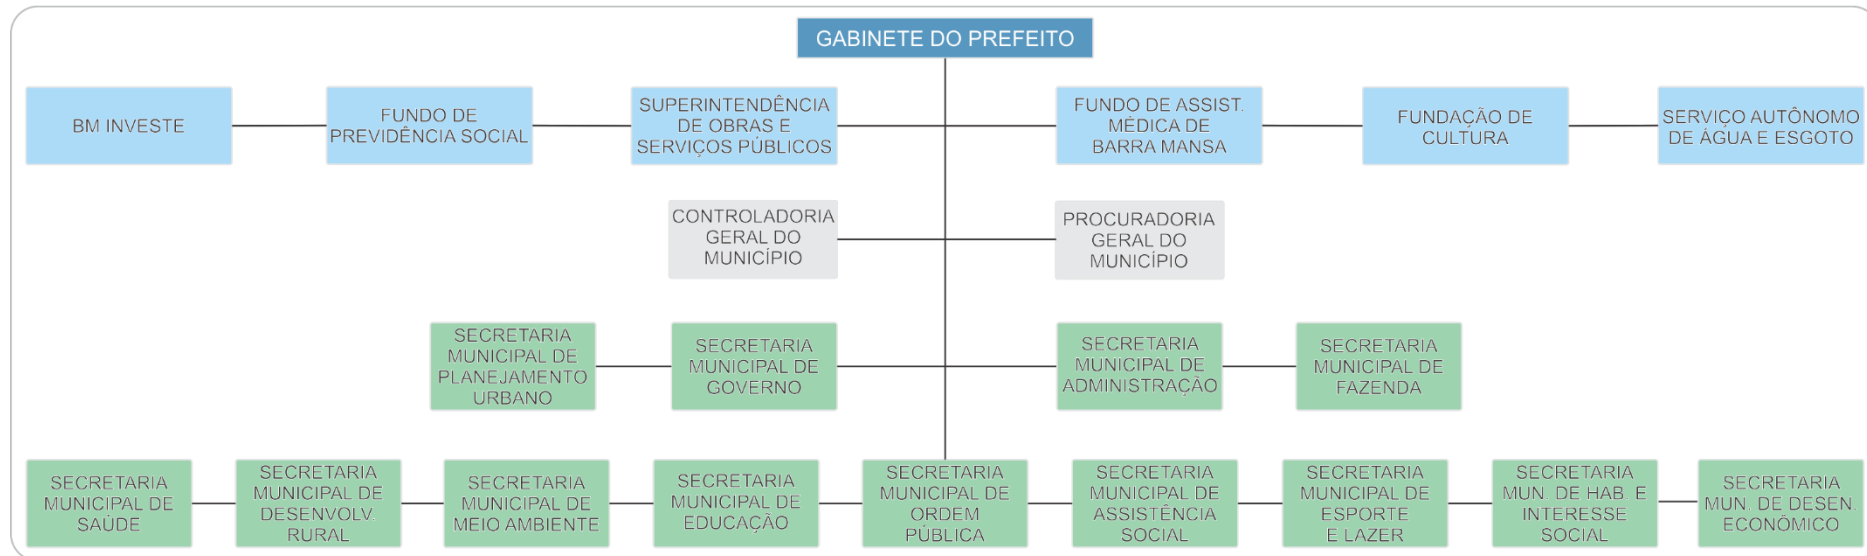 GABINETE DO PREFEITO
BM INVESTE
FUNDO DE
PREVIDÊNCIA SOCIAL
SUPERINTENDÊNCIA
DE OBRAS E
SERVIÇOS PÚBLICOS
FUNDO DE ASSIST.
MÉDICA DE
BARRA MANSA
FUNDAÇÃO DE
CULTURA
SERVIÇO AUTÔNOMO
DE ÁGUA E ESGOTO
CONTROLADORIA
GERAL DO
MUNICÍPIO
PROCURADORIA
GERAL DO
MUNICÍPIO
SECRETARIA
MUNICIPAL DE
PLANEJAMENTO
URBANO
SECRETARIA
MUNICIPAL DE
GOVERNO
SECRETARIA
MUNICIPAL DE
ADMINISTRAÇÃO
SECRETARIA
MUNICIPAL DE
FAZENDA
SECRETARIA
MUNICIPAL DE
SAÚDE
SECRETARIA
MUNICIPAL DE
DESENVOLV.
RURAL
SECRETARIA
MUNICIPAL DE
MEIO AMBIENTE
SECRETARIA
MUNICIPAL DE
EDUCAÇÃO
SECRETARIA
MUNICIPAL DE
ORDEM
PÚBLICA
SECRETARIA
MUNICIPAL DE
ASSISTÊNCIA
SOCIAL
SECRETARIA
MUNICIPAL DE
ESPORTE
E LAZER
SECRETARIA
MUN. DE HAB. E
INTERESSE
SOCIAL
SECRETARIA
MUN. DE DESEN.
ECONÔMICO